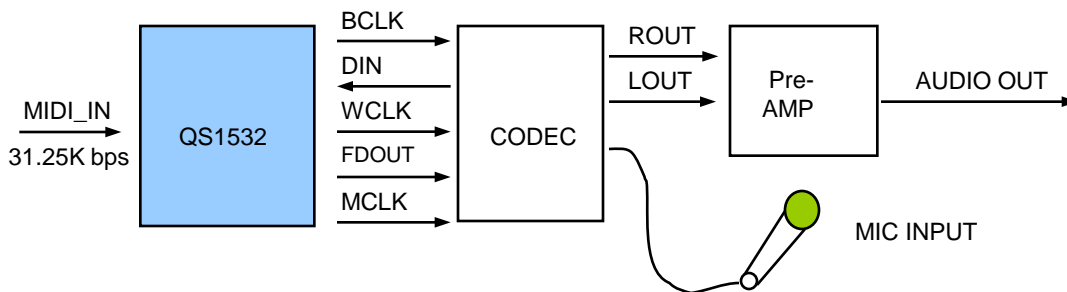 BCLK
DIN
WCLK
FDOUT
MCLK
MIDI_IN
31.25K bps
QS1532
CODEC
ROUT
LOUT
Pre-
AMP
AUDIO OUT
MIC INPUT